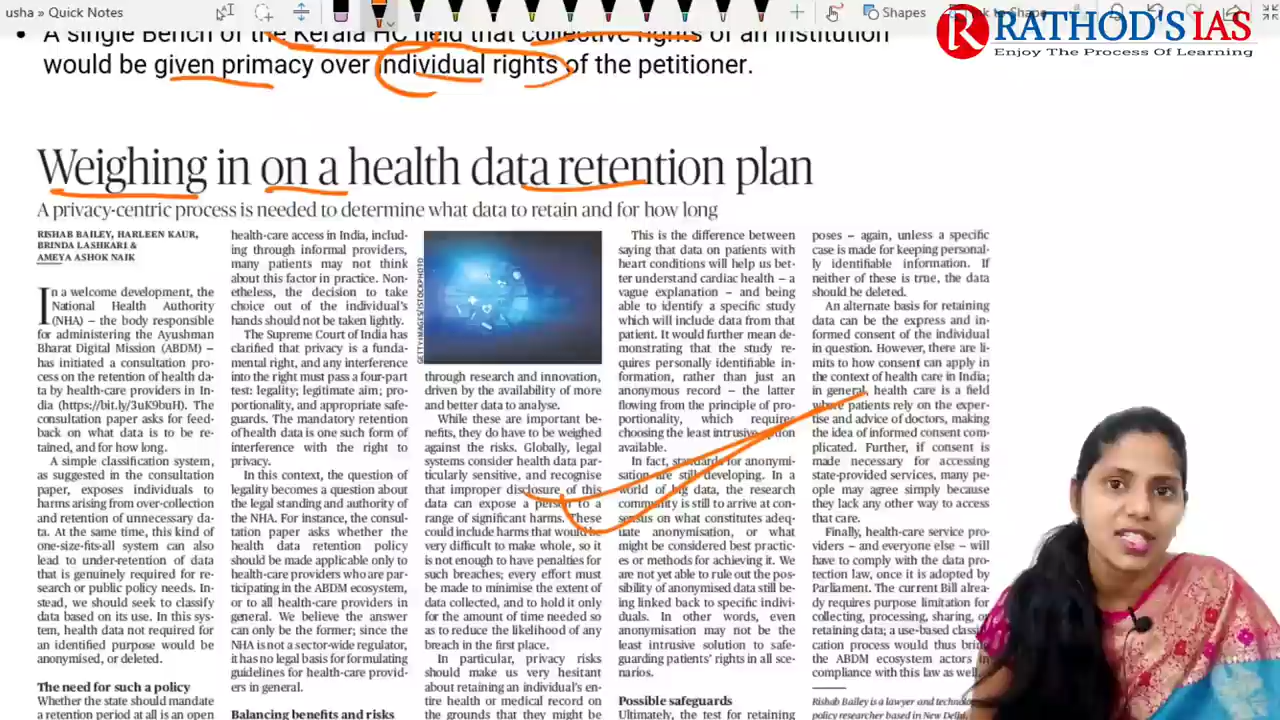 usha » Quick Notes
Shapes
RATHOD'S IAS
Enjoy The Process Of Learning
• A single Bench of the Kerala HC held that collective rights of an institution
would be given primacy over individual rights of the petitioner.
Weighing in on a health data retention plan
A privacy-centric process is needed to determine what data to retain and for how long
RISHAB BAILEY, HARLEEN KAUR,
BRINDA LASHKARI &
AMEYA ASHOK NAIK
In a welcome development, the
National Health Authority
(NHA) – the body responsible
for administering the Ayushman
Bharat Digital Mission (ABDM) –
has initiated a consultation pro-
cess on the retention of health da-
ta by health-care providers in In-
dia (https://bit.ly/3uK9buH). The
consultation paper asks for feed-
back on what data is to be re-
tained, and for how long.
A simple classification system,
as suggested in the consultation
paper, exposes individuals to
harms arising from over-collection
and retention of unnecessary da-
ta. At the same time, this kind of
one-size-fits-all system can also
lead to under-retention of data
that is genuinely required for re-
search or public policy needs. In-
stead, we should seek to classify
data based on its use. In this sys-
tem, health data not required for
an identified purpose would be
anonymised, or deleted.
The need for such a policy
Whether the state should mandate
a retention period at all is an open
health-care access in India, includ-
ing through informal providers,
many patients may not think
about this factor in practice. Non-
etheless, the decision to take
choice out of the individual's
hands should not be taken lightly.
The Supreme Court of India has
clarified that privacy is a funda-
mental right, and any interference
into the right must pass a four-part
test: legality; legitimate aim; pro-
portionality, and appropriate safe-
guards. The mandatory retention
of health data is one such form of
interference with the right to
privacy.
In this context, the question of
legality becomes a question about
the legal standing and authority of
the NHA. For instance, the consul-
tation paper asks whether the
health data retention policy
should be made applicable only to
health-care providers who are par-
ticipating in the ABDM ecosystem,
or to all health-care providers in
general. We believe the answer
can only be the former; since the
NHA is not a sector-wide regulator,
it has no legal basis for formulating
guidelines for health-care provid-
ers in general.
Balancing benefits and risks
GETTY IMAGES/ISTOCKPHOTO
through research and innovation,
driven by the availability of more
and better data to analyse.
While these are important be-
nefits, they do have to be weighed
against the risks. Globally, legal
systems consider health data par-
ticularly sensitive, and recognise
that improper disclosure of this
data can expose a person to a
range of significant harms. These
could include harms that would be
very difficult to make whole, so it
is not enough to have penalties for
such breaches; every effort must
be made to minimise the extent of
data collected, and to hold it only
for the amount of time needed so
as to reduce the likelihood of any
breach in the first place.
In particular, privacy risks
should make us very hesitant
about retaining an individual's en-
tire health or medical record on
the grounds that they might be
This is the difference between
saying that data on patients with
heart conditions will help us bet-
ter understand cardiac health – a
vague explanation – and being
able to identify a specific study
which will include data from that
patient. It would further mean de-
monstrating that the study re-
quires personally identifiable in-
formation, rather than just an
anonymous record – the latter
flowing from the principle of pro-
portionality, which requires
choosing the least intrusive option
available.
In fact, standards for anonymi-
sation are still developing. In a
world of big data, the research
community is still to arrive at con-
sensus on what constitutes adeq-
uate anonymisation, or what
might be considered best practic-
es or methods for achieving it. We
are not yet able to rule out the pos-
sibility of anonymised data still be-
ing linked back to specific indivi-
duals. In other words, even
anonymisation may not be the
least intrusive solution to safe-
guarding patients' rights in all sce-
narios.
Possible safeguards
Ultimately, the test for retaining
poses – again, unless a specific
case is made for keeping personal-
ly identifiable information. If
neither of these is true, the data
should be deleted.
An alternate basis for retaining
data can be the express and in-
formed consent of the individual
in question. However, there are li-
mits to how consent can apply in
the context of health care in India;
in general, health care is a field
where patients rely on the exper-
tise and advice of doctors, making
the idea of informed consent com-
plicated. Further, if consent is
made necessary for accessing
state-provided services, many peo-
ple may agree simply because
they lack any other way to access
that care.
Finally, health-care service pro-
viders – and everyone else – will
have to comply with the data pro-
tection law, once it is adopted by
Parliament. The current Bill alrea-
dy requires purpose limitation for
collecting, processing, sharing, or
retaining data; a use-based classifi-
cation process would thus bring
the ABDM ecosystem actors in
compliance with this law as well.
Rishab Bailey is a lawyer and
policy researcher based in New Delhi,